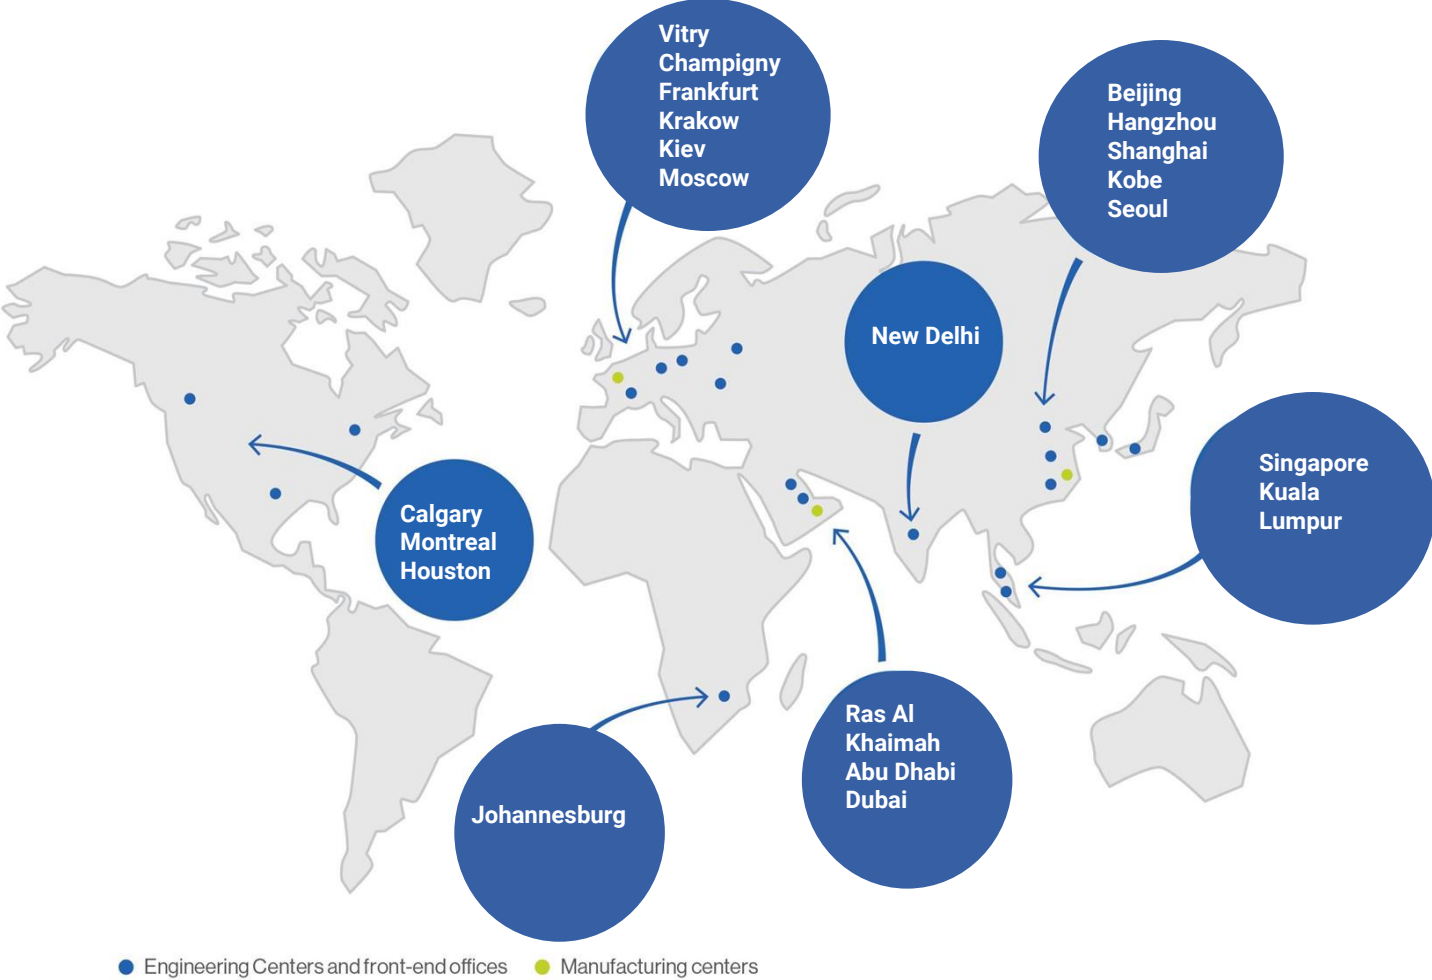 Vitry
Champigny
Frankfurt
Krakow
Kiev
Moscow
Beijing
Hangzhou
Shanghai
Kobe
Seoul
New Delhi
Singapore
Kuala
Lumpur
Calgary
Montreal
Houston
Ras Al
Khaimah
Abu Dhabi
Dubai
Johannesburg
Engineering Centers and front-end offices
Manufacturing centers